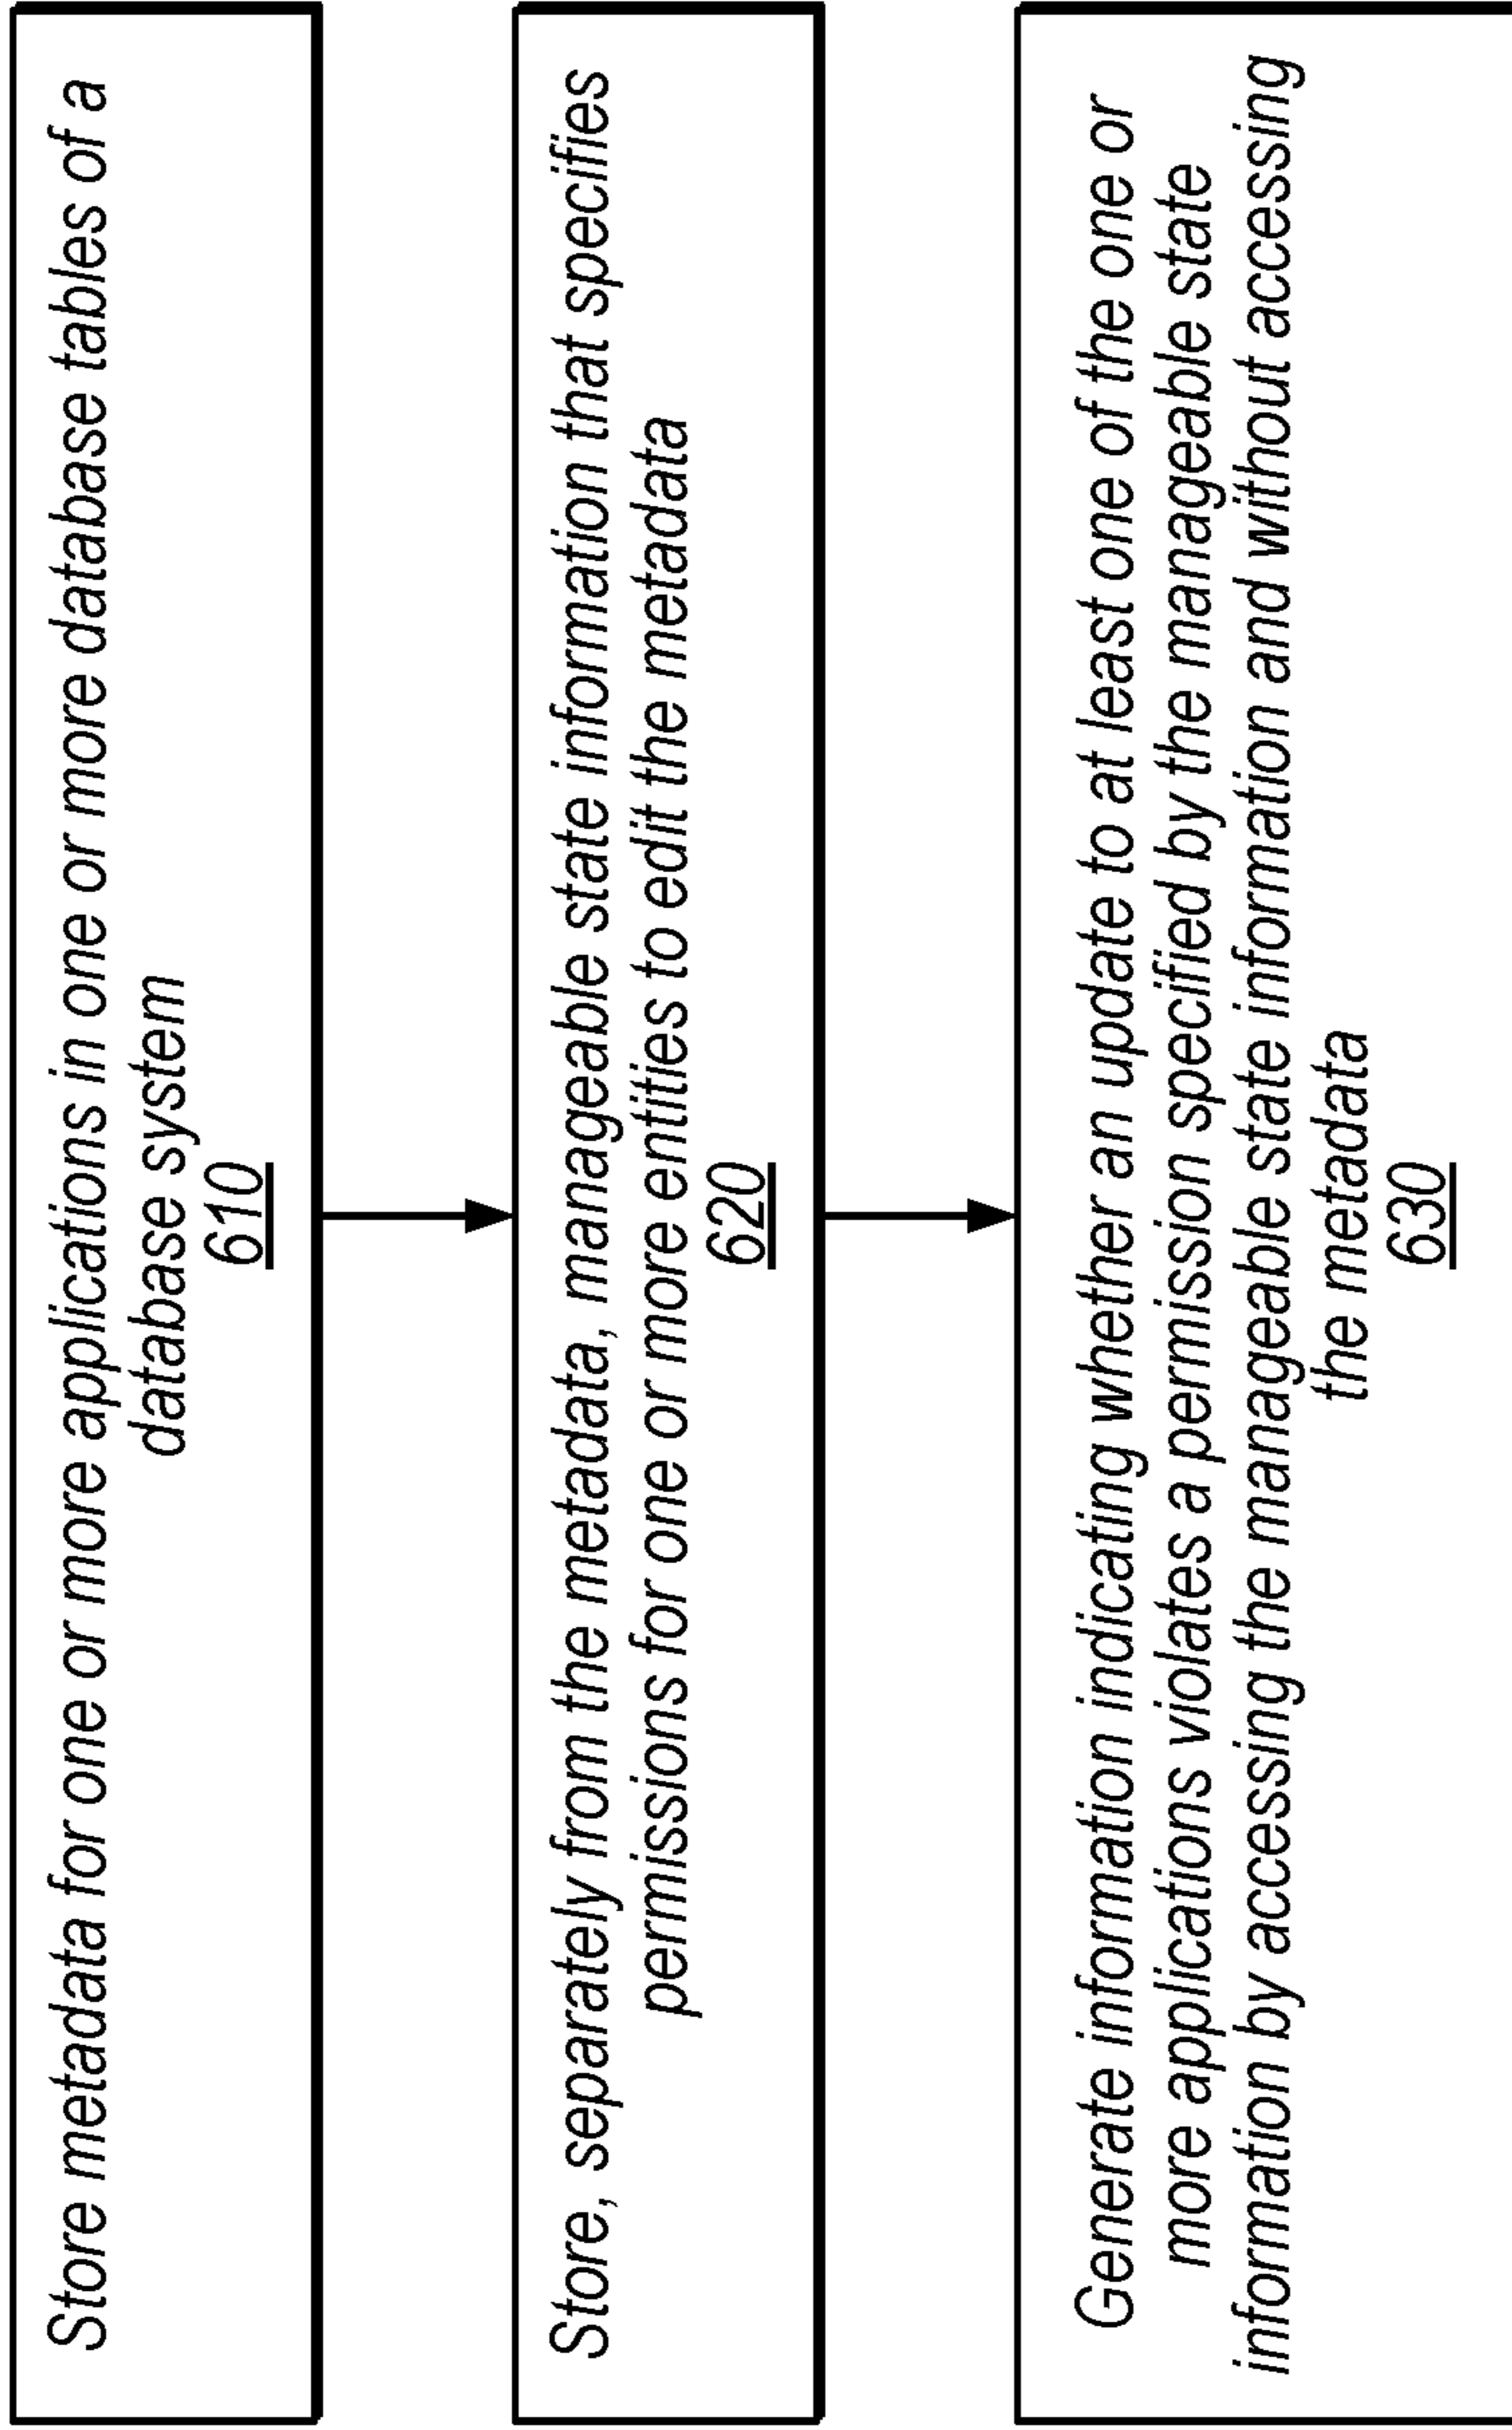 Store metadata for one or more applications in one or more database tables of a
database system
610
Store, separately from the metadata, manageable state information that specifies
permissions for one or more entities to edit the metadata
620
Generate information indicating whether an update to at least one of the one or
more applications violates a permission specified by the manageable state
information by accessing the manageable state information and without accessing
the metadata
630